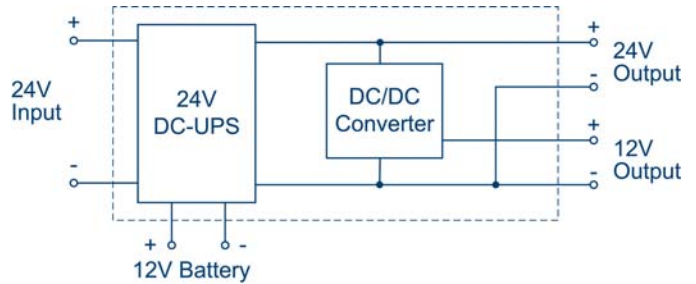 +
24V
Input
-
24V
DC-UPS
+ -
12V Battery
DC/DC
Converter
+
24V
Output
-
+
12V
Output
-